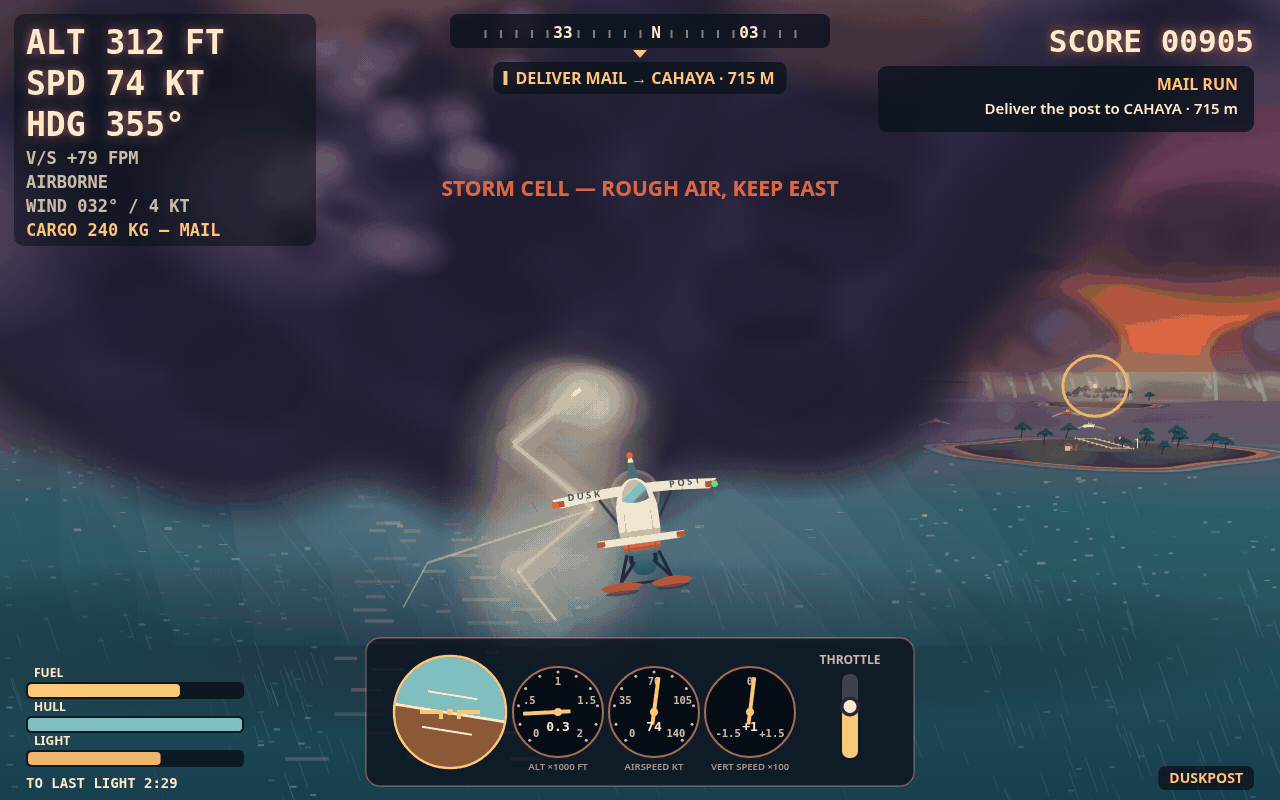 ALT 312 FT
SPD 74 KT
HDG 355°
V/S +79 FPM
AIRBORNE
WIND 032° / 4 KT
CARGO 240 KG — MAIL
33 N 03
DELIVER MAIL → CAHAYA · 715 M
SCORE 00905
MAIL RUN
Deliver the post to CAHAYA · 715 m
STORM CELL — ROUGH AIR, KEEP EAST
DUSK POST
1
FUEL
HULL
LIGHT
TO LAST LIGHT 2:29
0 .5 1 1.5 2
0.3
ALT ×1000 FT
0 35 70 105 140
74
AIRSPEED KT
-1.5 0 +1.5
+1
VERT SPEED ×100
THROTTLE
DUSKPOST